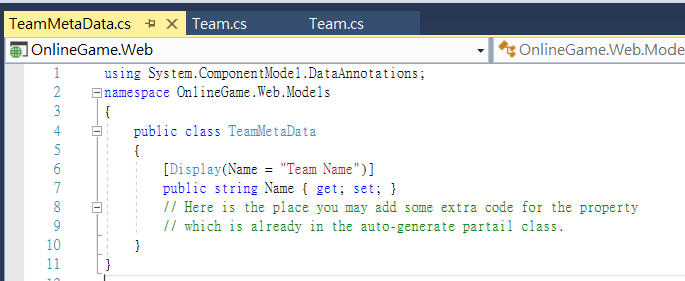 TeamMetaData.cs Team.cs Team.cs
OnlineGame.Web OnlineGame.Web.Mode
1 using System.ComponentModel.DataAnnotations;
2 namespace OnlineGame.Web.Models
3 {
4 public class TeamMetaData
5 {
6 [Display(Name = "Team Name")]
7 public string Name { get; set; }
8 // Here is the place you may add some extra code for the property
9 // which is already in the auto-generate partail class.
10 }
11 }